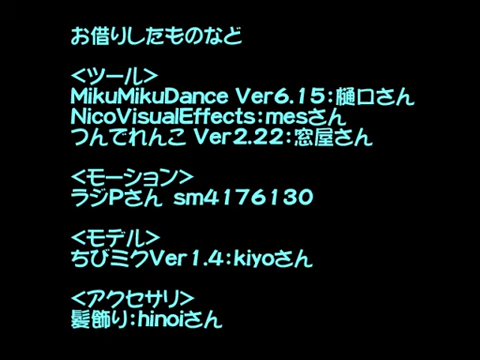 お借りしたものなど
<ツール>
MikuMikuDance Ver6.15:樋口さん
NicoVisualEffects:mesさん
つんでれんこ Ver2.22:窓屋さん
<モーション>
ラジPさん sm4176130
<モデル>
ちびミクVer1.4:kiyoさん
<アクセサリ>
髪飾り:hinoiさん